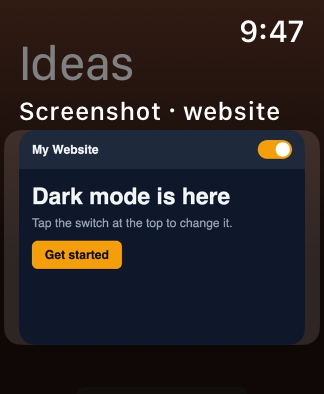 9:47
Ideas
Screenshot · website
My Website
Dark mode is here
Tap the switch at the top to change it.
Get started